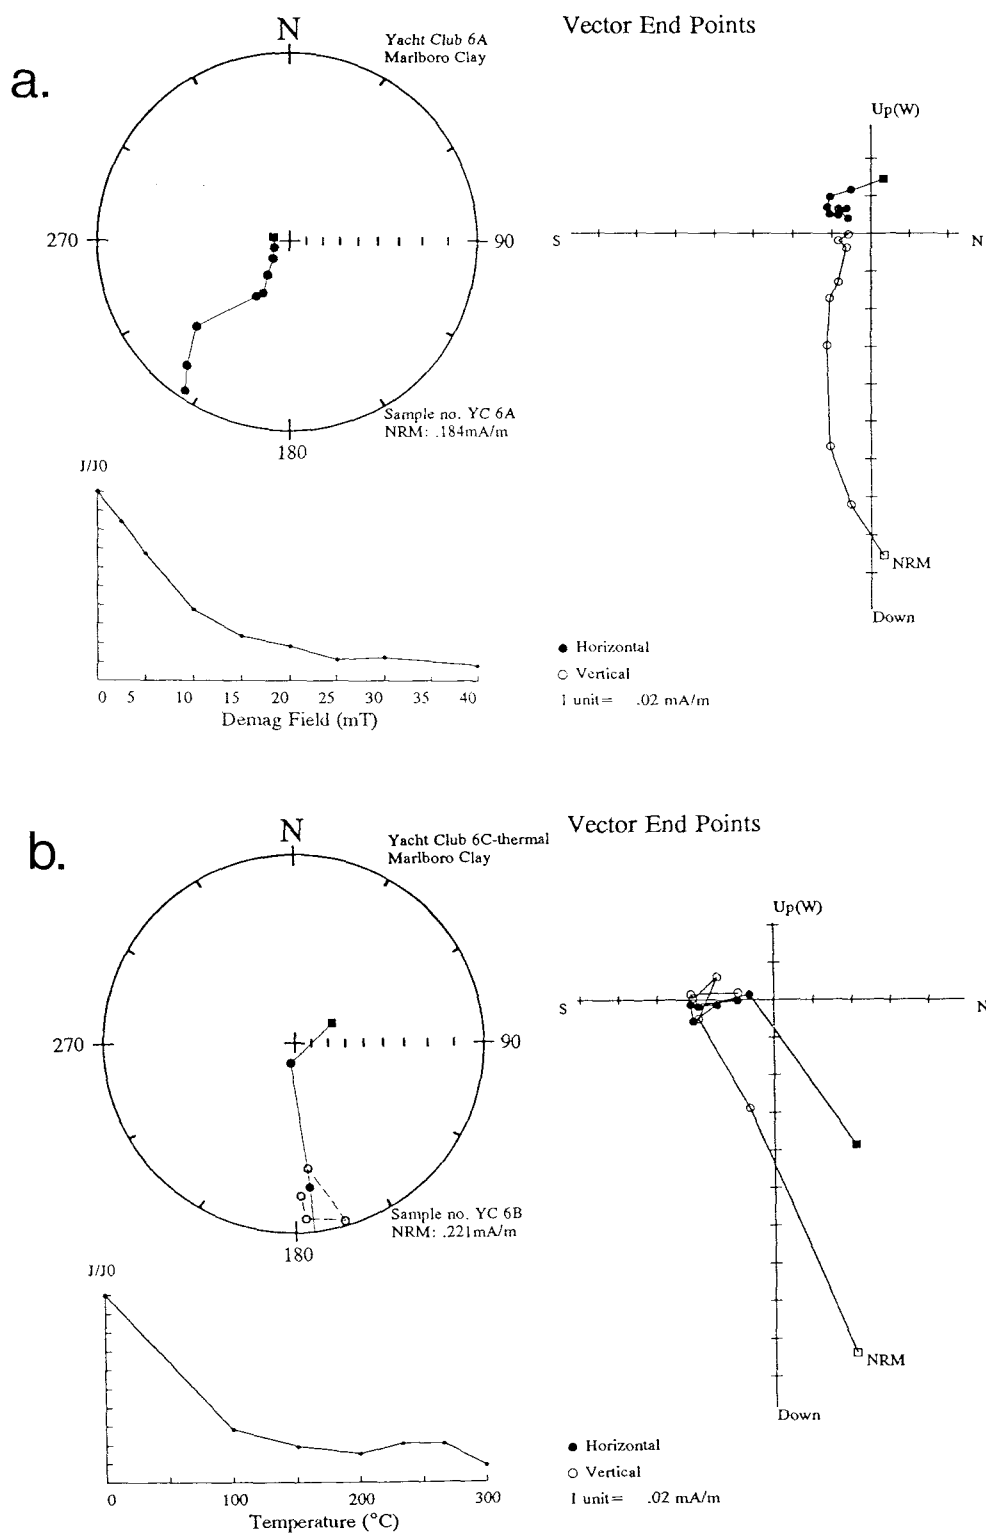 a.
N
Yacht Club 6A
Marlboro Clay
270
90
180
Sample no. YC 6A
NRM: .184mA/m
Vector End Points
Up(W)
S
N
NRM
Down
J/J0
0 5 10 15 20 25 30 35 40
Demag Field (mT)
Horizontal
Vertical
1 unit= .02 mA/m
b.
N
Yacht Club 6C-thermal
Marlboro Clay
270
90
180
Sample no. YC 6B
NRM: .221mA/m
Vector End Points
Up(W)
S
N
NRM
Down
J/J0
0 100 200 300
Temperature (°C)
Horizontal
Vertical
1 unit= .02 mA/m